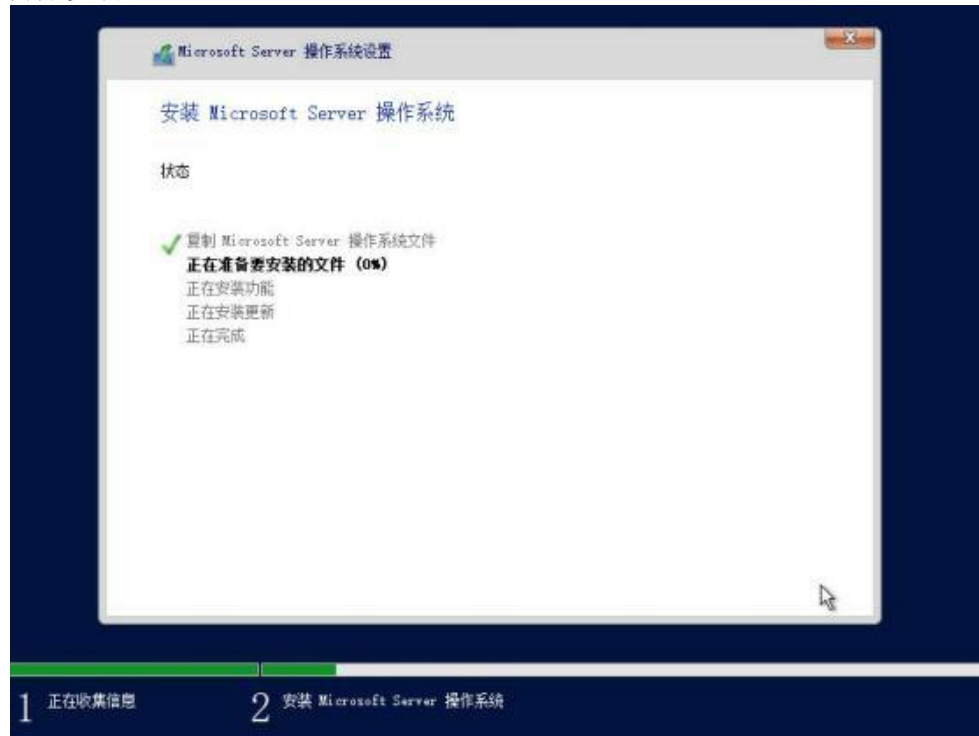 Microsoft Server 操作系统设置
安装 Microsoft Server 操作系统
状态
复制 Microsoft Server 操作系统文件
正在准备要安装的文件 (0%)
正在安装功能
正在安装更新
正在完成
1 正在收集信息
2 安装 Microsoft Server 操作系统